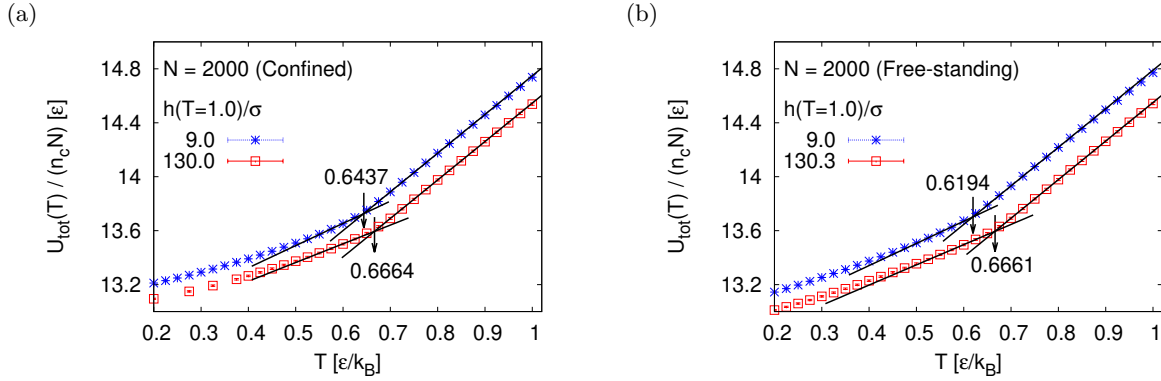 (a)
N = 2000 (Confined)
h(T=1.0)/σ
9.0
130.0
0.6437
0.6664
14.8
14.4
14
13.6
13.2
0.2 0.3 0.4 0.5 0.6 0.7 0.8 0.9 1
T [ε/k_B]
U_tot(T) / (n_c N) [ε]
(b)
N = 2000 (Free-standing)
h(T=1.0)/σ
9.0
130.3
0.6194
0.6661
14.8
14.4
14
13.6
13.2
0.2 0.3 0.4 0.5 0.6 0.7 0.8 0.9 1
T [ε/k_B]
U_tot(T) / (n_c N) [ε]